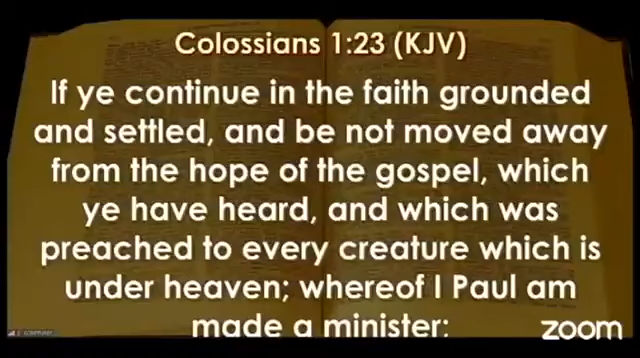 Colossians 1:23 (KJV)
If ye continue in the faith grounded
and settled, and be not moved away
from the hope of the gospel, which
ye have heard, and which was
preached to every creature which is
under heaven; whereof I Paul am
made a minister;
zoom